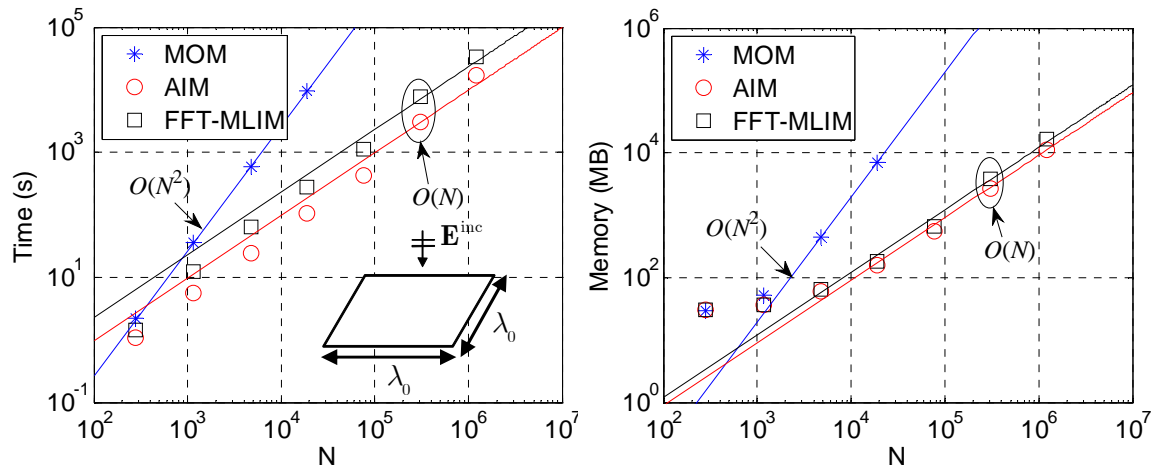 10^5
10^3
10^1
10^-1
Time (s)
MOM
AIM
FFT-MLIM
O(N^2)
O(N)
E^inc
λ_0
λ_0
10^2 10^3 10^4 10^5 10^6 10^7
N
10^6
10^4
10^2
10^0
Memory (MB)
MOM
AIM
FFT-MLIM
O(N^2)
O(N)
10^2 10^3 10^4 10^5 10^6 10^7
N